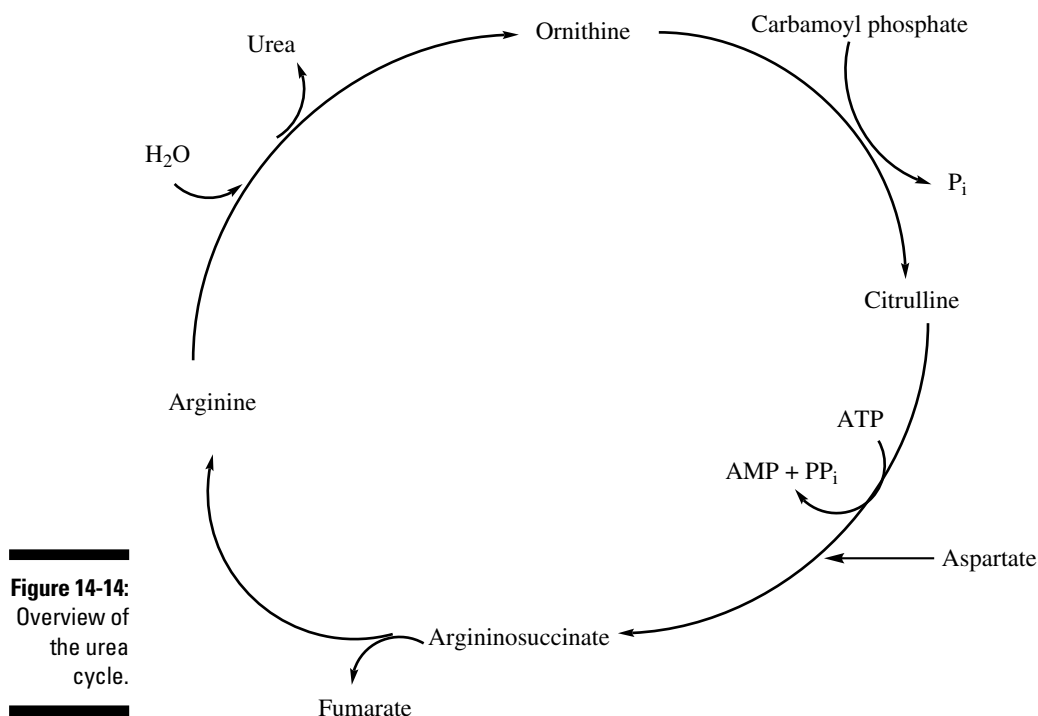 Carbamoyl phosphate
Ornithine
Urea
H₂O
Pᵢ
Citrulline
Arginine
ATP
AMP + PPᵢ
Aspartate
Argininosuccinate
Fumarate
Figure 14-14:
Overview of
the urea
cycle.